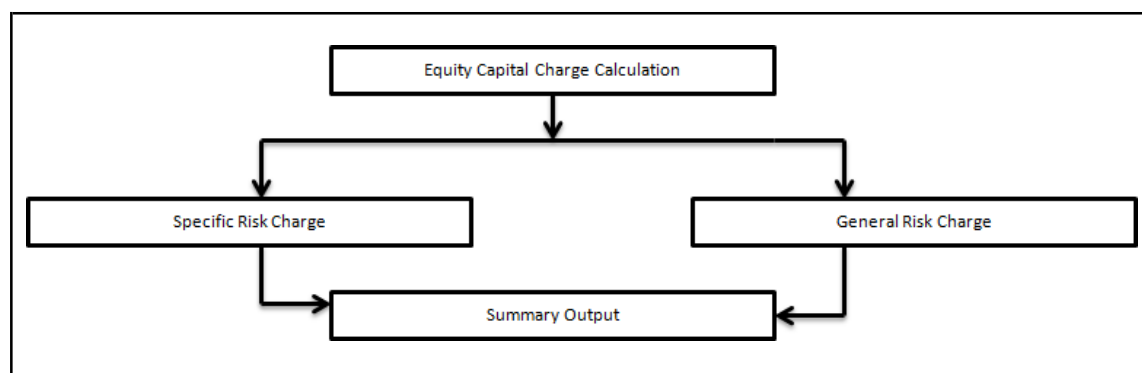 Equity Capital Charge Calculation
Specific Risk Charge
General Risk Charge
Summary Output